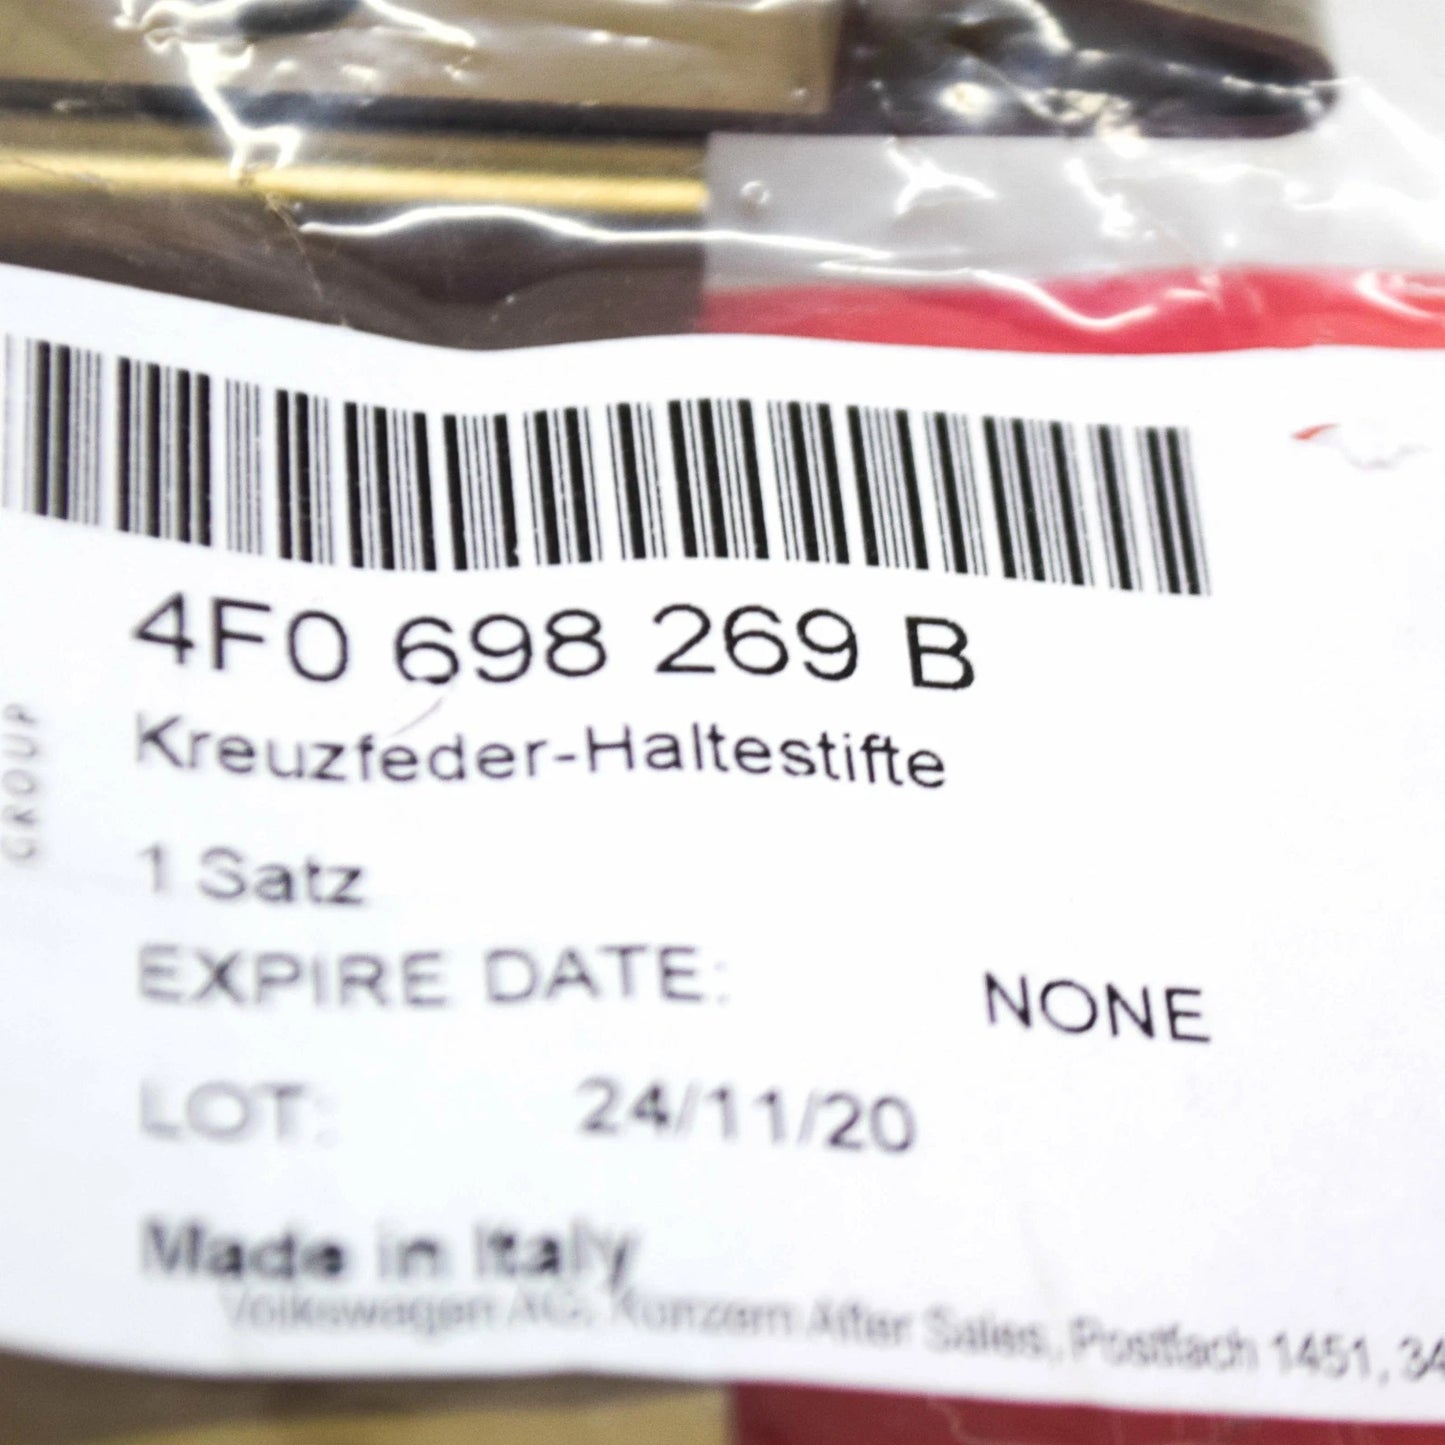 4F0 698 269 B
Kreuzfeder-Haltestifte
1 Satz
EXPIRE DATE: NONE
LOT: 24/11/20
Made in Italy
Volkswagen AG, Konzern After Sales, Postfach 1451, 34
GROUP